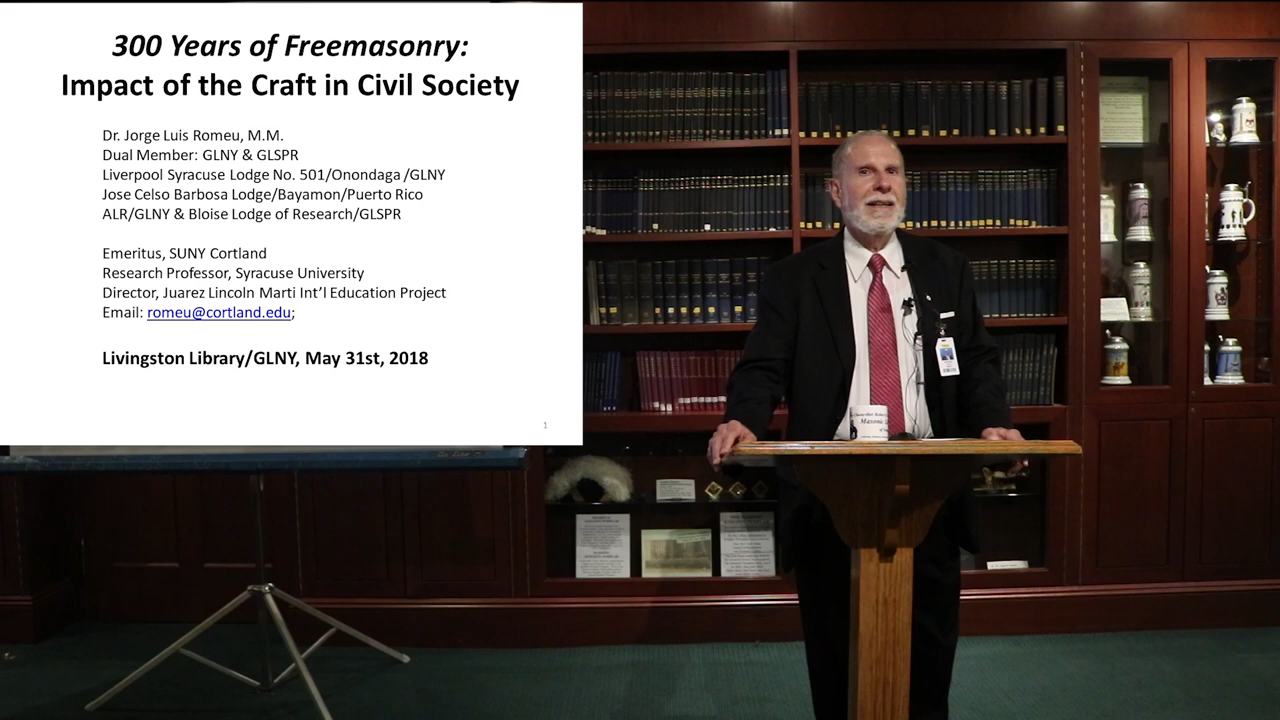 300 Years of Freemasonry:
Impact of the Craft in Civil Society
Dr. Jorge Luis Romeu, M.M.
Dual Member: GLNY & GLSPR
Liverpool Syracuse Lodge No. 501/Onondaga /GLNY
Jose Celso Barbosa Lodge/Bayamon/Puerto Rico
ALR/GLNY & Bloise Lodge of Research/GLSPR
Emeritus, SUNY Cortland
Research Professor, Syracuse University
Director, Juarez Lincoln Marti Int’l Education Project
Email: romeu@cortland.edu;
Livingston Library/GLNY, May 31st, 2018
1
Masonic